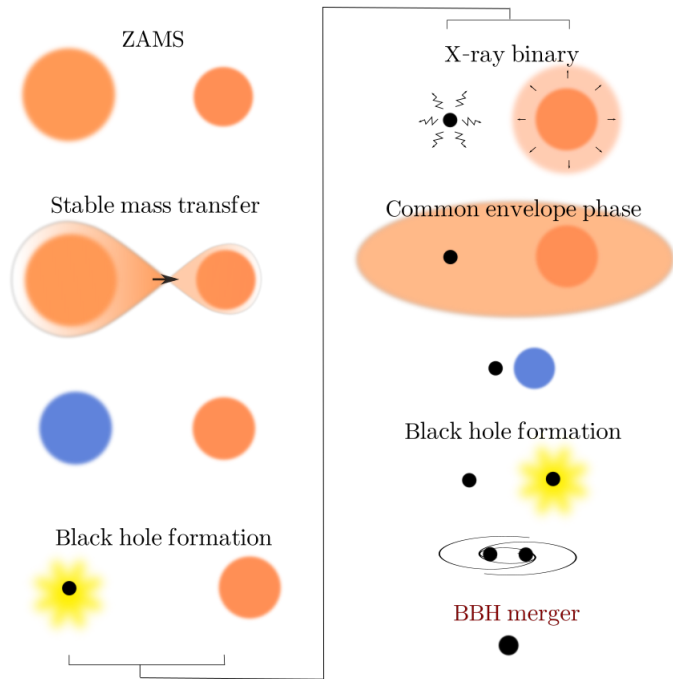 ZAMS
Stable mass transfer
Black hole formation
X-ray binary
Common envelope phase
Black hole formation
BBH merger